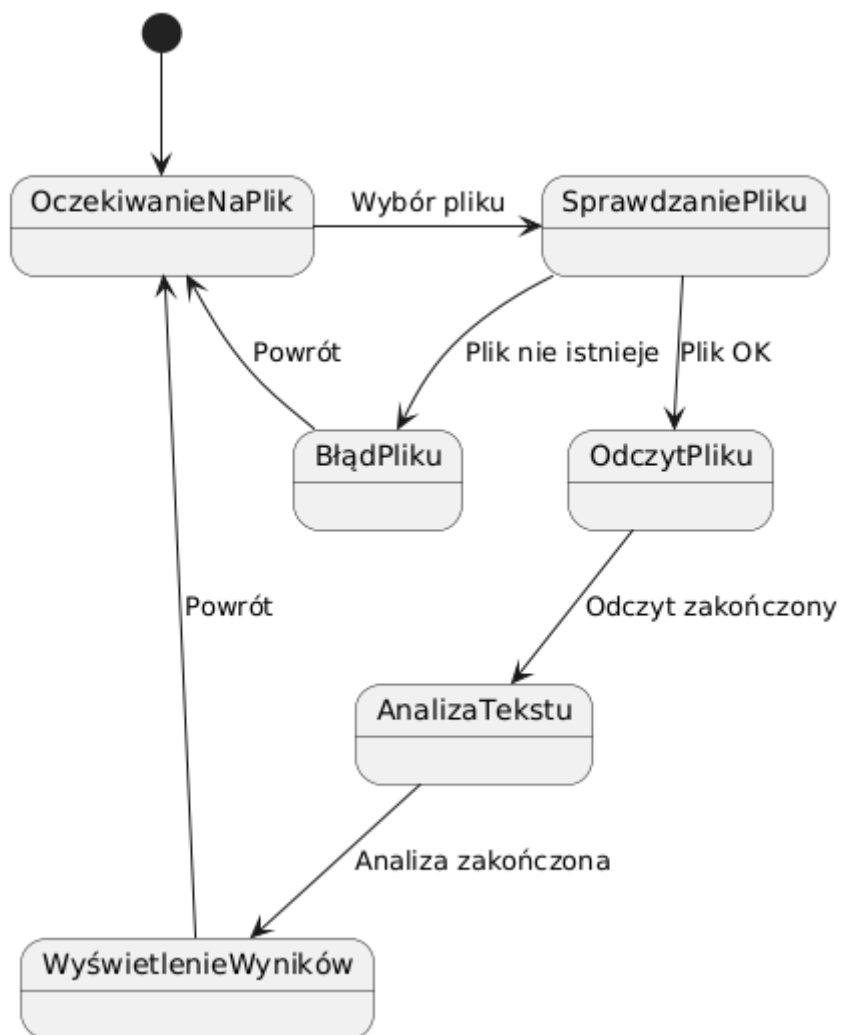 OczekiwanieNaPlik
Wybór pliku
SprawdzaniePliku
Powrót
Plik nie istnieje
Plik OK
BłądPliku
OdczytPliku
Powrót
Odczyt zakończony
AnalizaTekstu
Analiza zakończona
WyświetlenieWyników